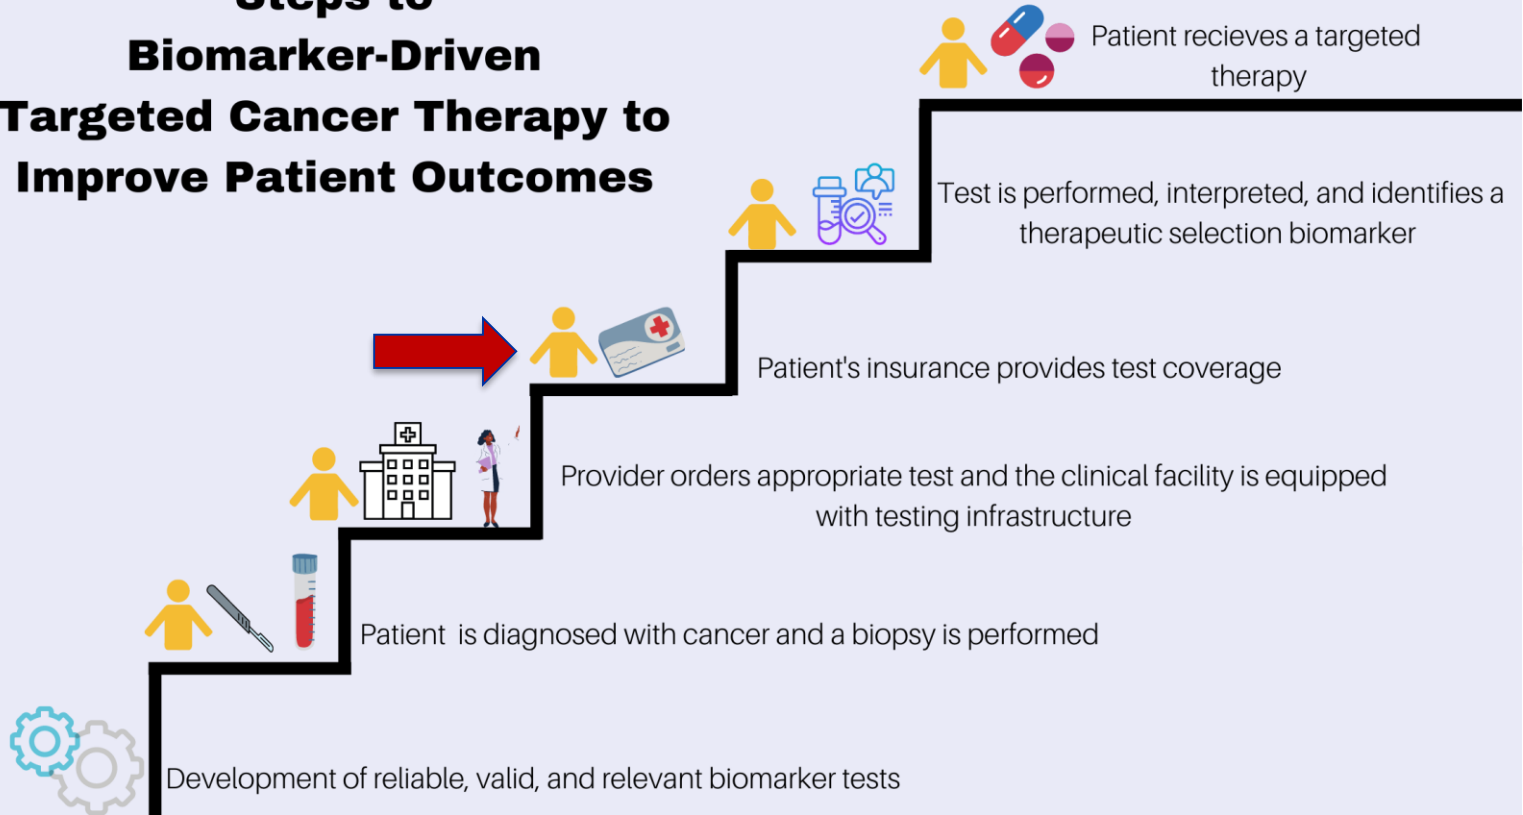 Steps to
Biomarker-Driven
Targeted Cancer Therapy to
Improve Patient Outcomes
Patient recieves a targeted
therapy
Test is performed, interpreted, and identifies a
therapeutic selection biomarker
Patient's insurance provides test coverage
Provider orders appropriate test and the clinical facility is equipped
with testing infrastructure
Patient is diagnosed with cancer and a biopsy is performed
Development of reliable, valid, and relevant biomarker tests